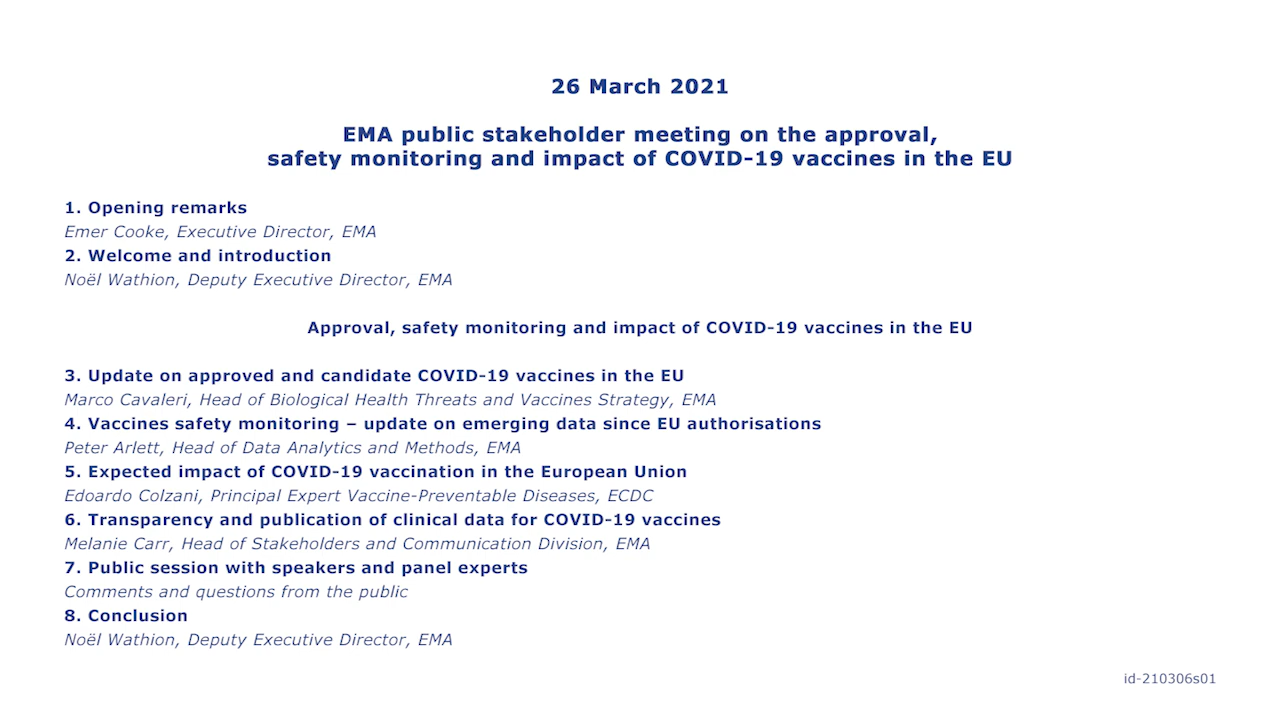 26 March 2021
EMA public stakeholder meeting on the approval,
safety monitoring and impact of COVID-19 vaccines in the EU
1. Opening remarks
Emer Cooke, Executive Director, EMA
2. Welcome and introduction
Noël Wathion, Deputy Executive Director, EMA
Approval, safety monitoring and impact of COVID-19 vaccines in the EU
3. Update on approved and candidate COVID-19 vaccines in the EU
Marco Cavaleri, Head of Biological Health Threats and Vaccines Strategy, EMA
4. Vaccines safety monitoring – update on emerging data since EU authorisations
Peter Arlett, Head of Data Analytics and Methods, EMA
5. Expected impact of COVID-19 vaccination in the European Union
Edoardo Colzani, Principal Expert Vaccine-Preventable Diseases, ECDC
6. Transparency and publication of clinical data for COVID-19 vaccines
Melanie Carr, Head of Stakeholders and Communication Division, EMA
7. Public session with speakers and panel experts
Comments and questions from the public
8. Conclusion
Noël Wathion, Deputy Executive Director, EMA
id-210306s01